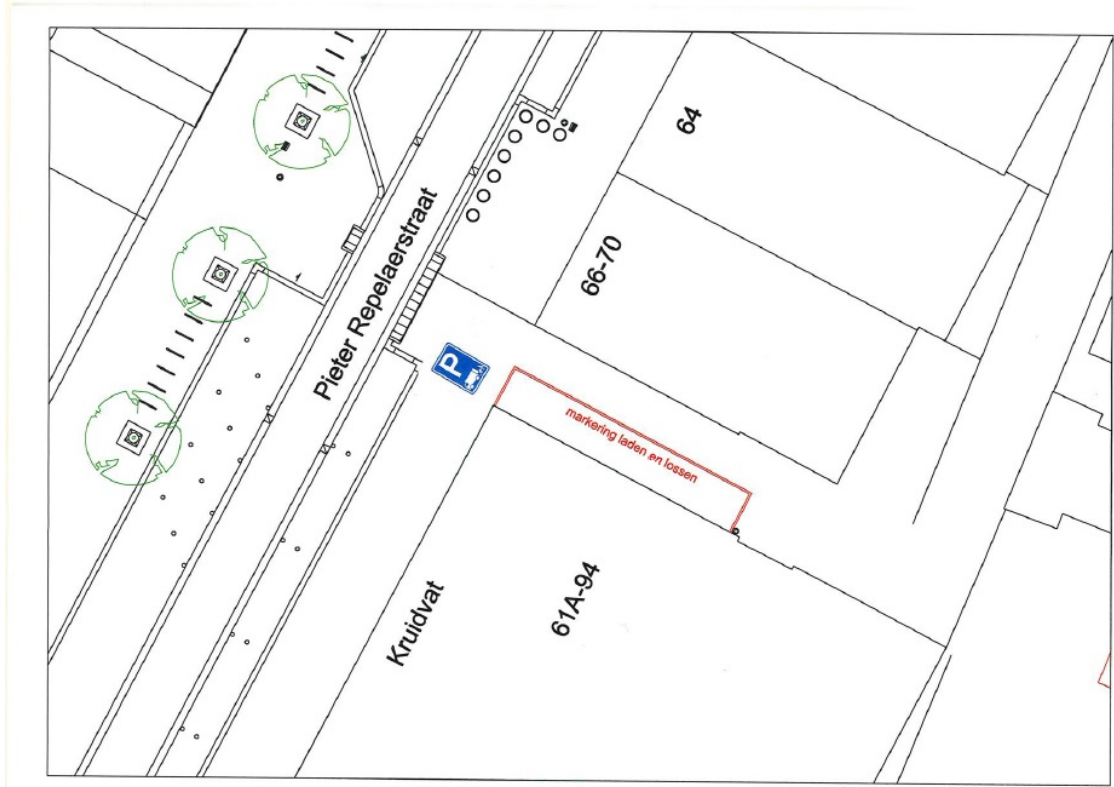 64
66-70
Pieter Repelaerstraat
P
markering laden en lossen
61A-94
Kruidvat